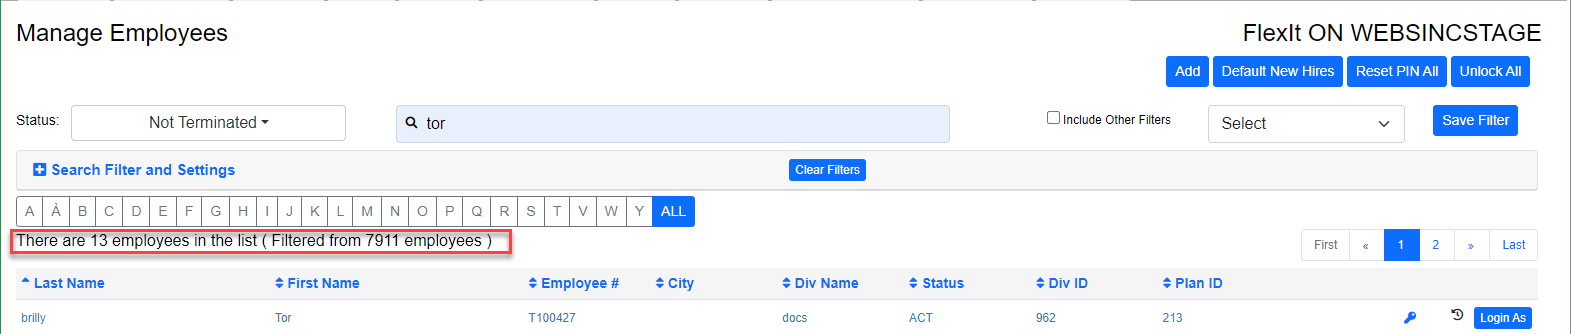 Manage Employees
FlexIt ON WEBSINCSTAGE
Add Default New Hires Reset PIN All Unlock All
Status: Not Terminated tor Include Other Filters Select Save Filter
Search Filter and Settings Clear Filters
A À B C D E F G H I J K L M N O P Q R S T V W Y ALL
There are 13 employees in the list ( Filtered from 7911 employees )
First « 1 2 » Last
Last Name First Name Employee # City Div Name Status Div ID Plan ID
brilly Tor T100427 docs ACT 962 213 Login As